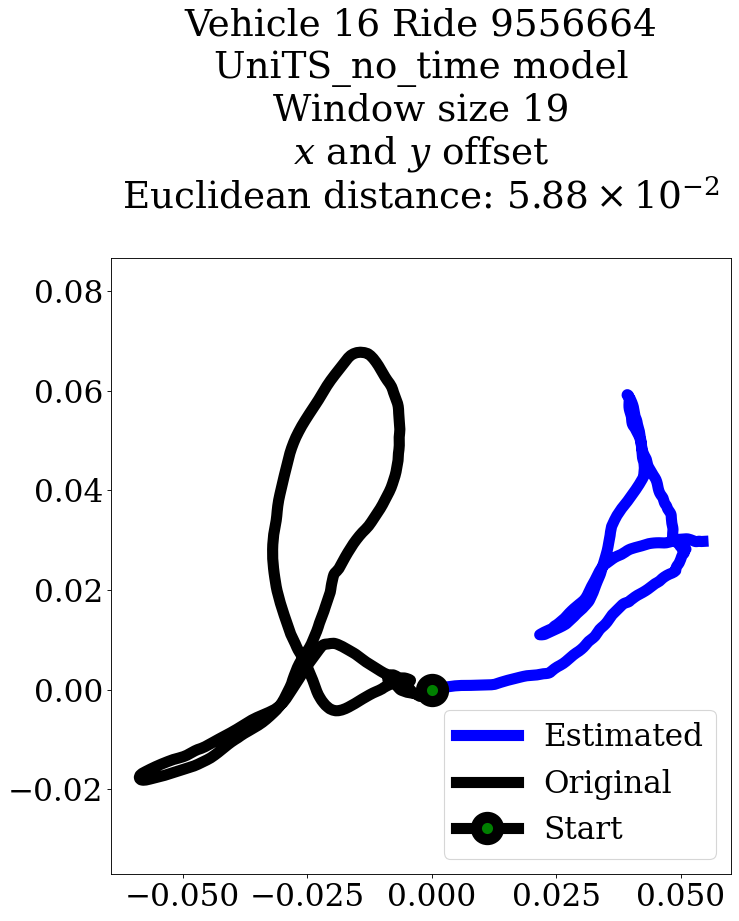 Vehicle 16 Ride 9556664
UniTS_no_time model
Window size 19
x and y offset
Euclidean distance: 5.88 × 10⁻²
0.08
0.06
0.04
0.02
0.00
−0.02
−0.050 −0.025 0.000 0.025 0.050
Estimated
Original
Start